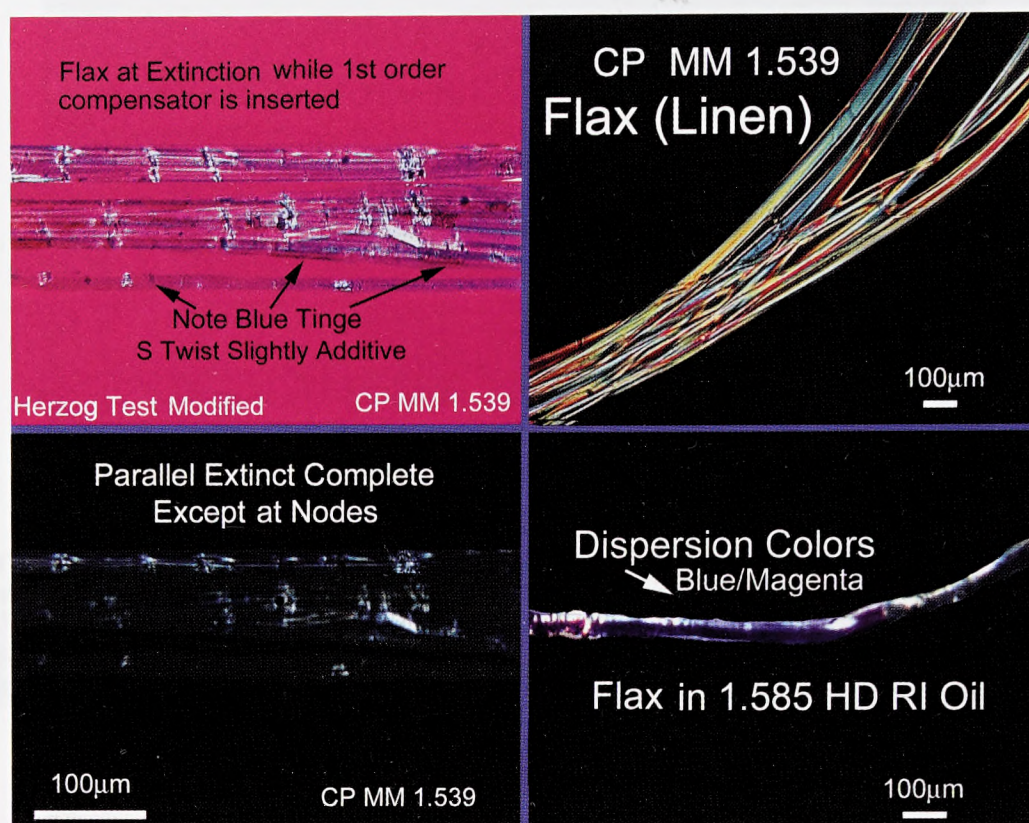 Flax at Extinction while 1st order
compensator is inserted
Note Blue Tinge
S Twist Slightly Additive
Herzog Test Modified
CP MM 1.539
CP MM 1.539
Flax (Linen)
100μm
Parallel Extinct Complete
Except at Nodes
100μm
CP MM 1.539
Dispersion Colors
Blue/Magenta
Flax in 1.585 HD RI Oil
100μm